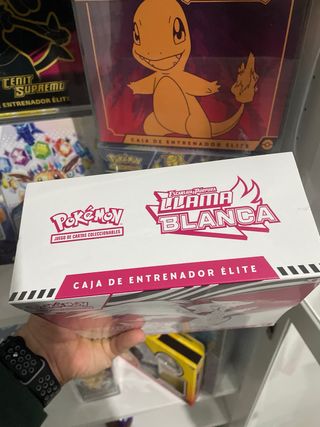 CENIT SUPREMO
ENTRENADOR ÉLITE
CAJA DE ENTRENADOR ÉLITE
POKÉMON
JUEGO DE CARTAS COLECCIONABLES
ESCARLATA Y PÚRPURA
LLAMA
BLANCA
CAJA DE ENTRENADOR ÉLITE